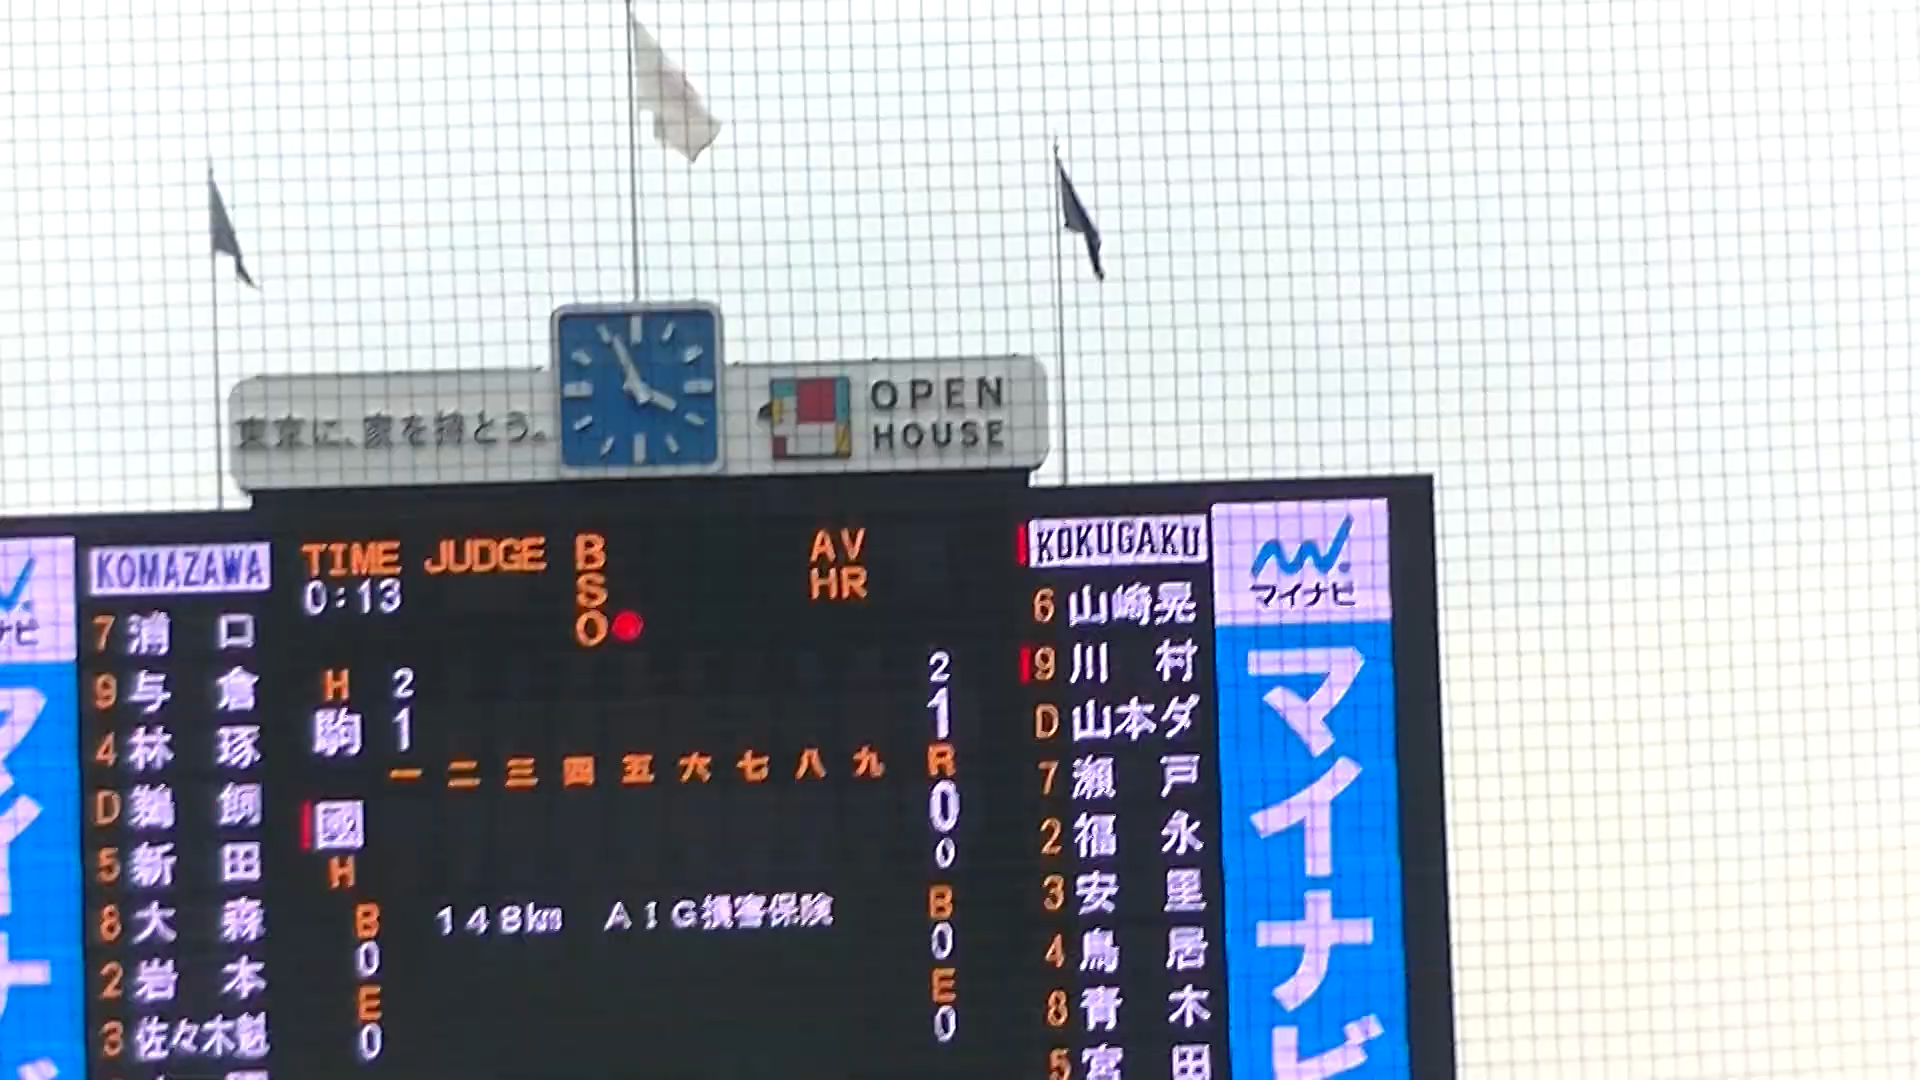 東京に、家を持とう。
OPEN
HOUSE
KOMAZAWA
7 浦 口
9 与 倉
4 林 琢
D 鵜 飼
5 新 田
8 大 森
2 岩 本
3 佐々木魁
TIME JUDGE B
0:13 S
O
AV
HR
H 2 2
駒 1 1
一 二 三 四 五 六 七 八 九 R
國 0
H 0
B B
0 148km AIG損害保険 0
E E
0 0
KOKUGAKU
6 山崎晃
9 川 村
D 山本ダ
7 瀬 戸
2 福 永
3 安 里
4 鳥 居
8 青 木
5 宮 田
マイナビ
マイナビ